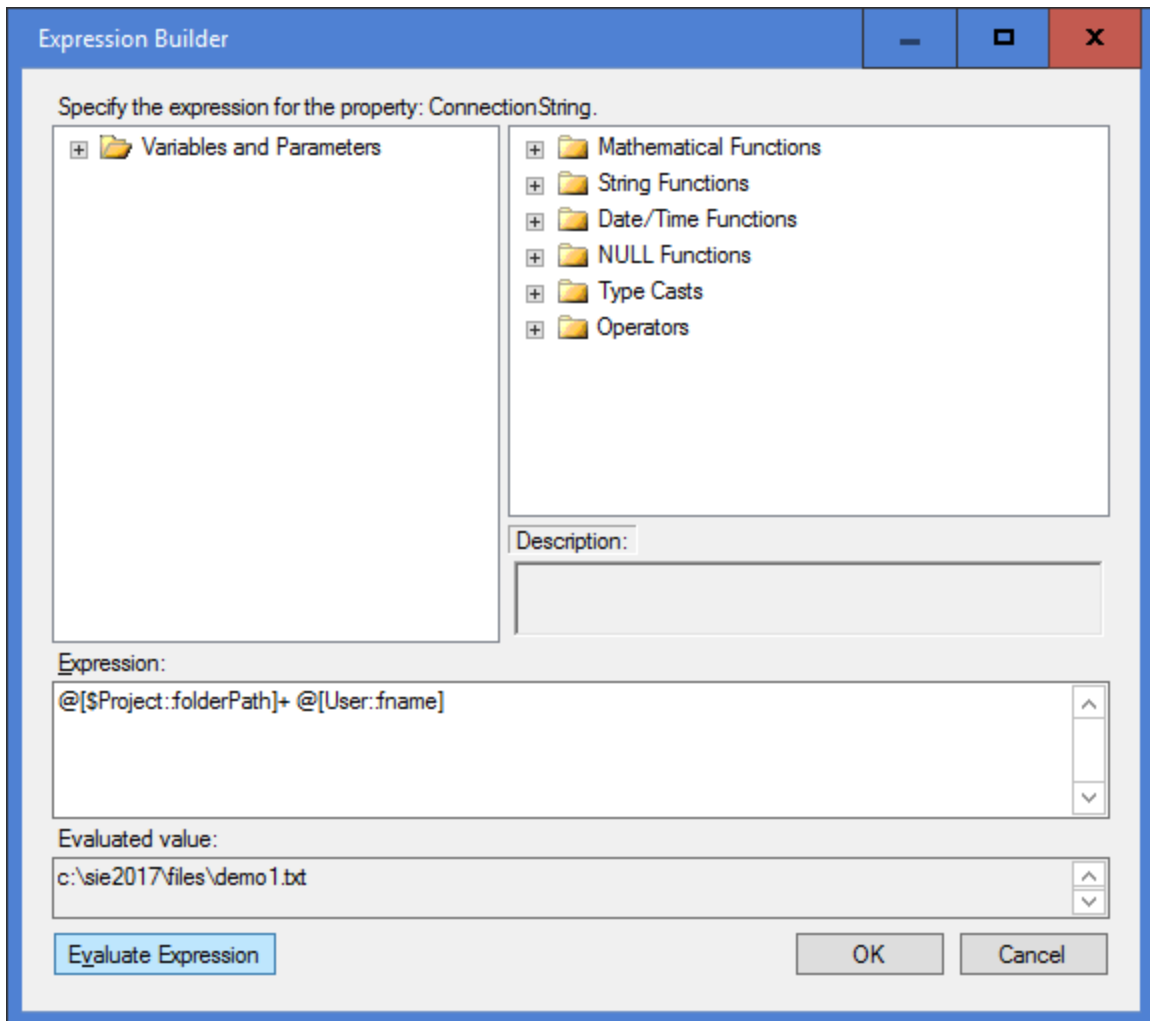 Expression Builder
Specify the expression for the property: ConnectionString.
Variables and Parameters
Mathematical Functions
String Functions
Date/Time Functions
NULL Functions
Type Casts
Operators
Description:
Expression:
@[$Project::folderPath]+ @[User::fname]
Evaluated value:
c:\sie2017\files\demo1.txt
Evaluate Expression
OK
Cancel